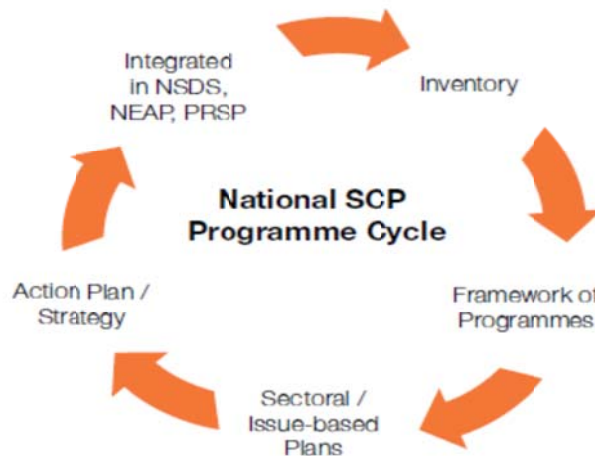 Integrated
in NSDS,
NEAP, PRSP
Inventory
National SCP
Programme Cycle
Action Plan /
Strategy
Framework of
Programmes
Sectoral /
Issue-based
Plans